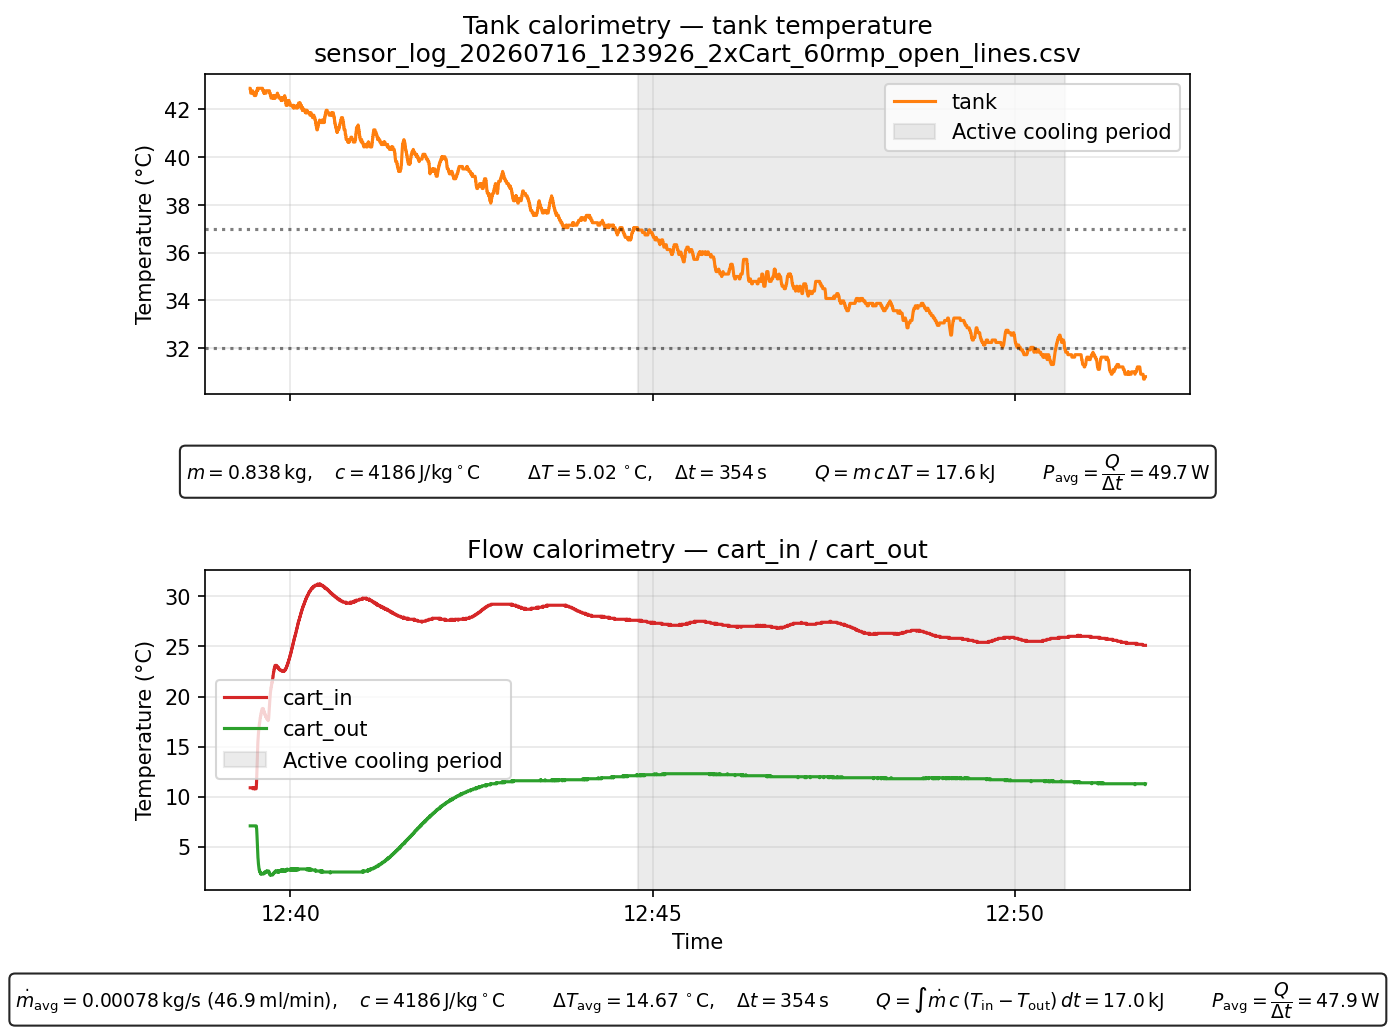 Tank calorimetry — tank temperature
sensor_log_20260716_123926_2xCart_60rmp_open_lines.csv
Temperature (°C)
42
40
38
36
34
32
tank
Active cooling period
m = 0.838 kg, c = 4186 J/kg°C ΔT = 5.02 °C, Δt = 354 s Q = m c ΔT = 17.6 kJ P_avg = Q/Δt = 49.7 W
Flow calorimetry — cart_in / cart_out
Temperature (°C)
30
25
20
15
10
5
cart_in
cart_out
Active cooling period
12:40 12:45 12:50
Time
ṁ_avg = 0.00078 kg/s (46.9 ml/min), c = 4186 J/kg°C ΔT_avg = 14.67 °C, Δt = 354 s Q = ∫ ṁ c (T_in − T_out) dt = 17.0 kJ P_avg = Q/Δt = 47.9 W